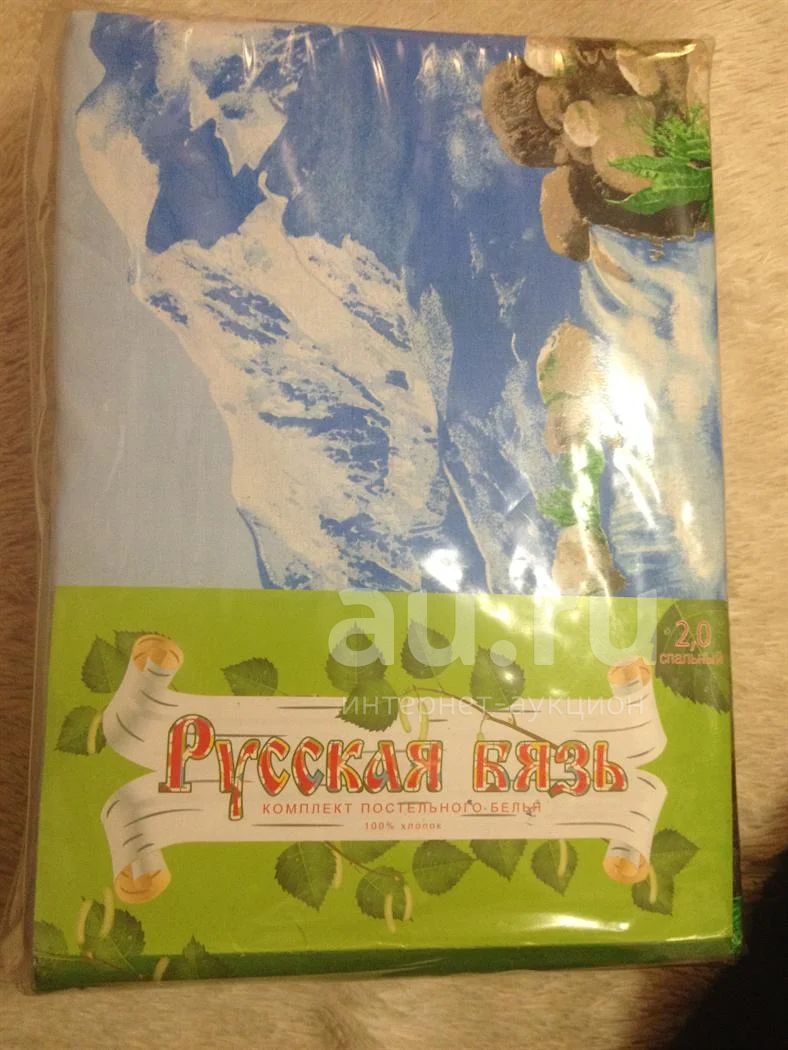 au.ru
интернет-аукцион
2,0
спальный
Русская бязь
КОМПЛЕКТ ПОСТЕЛЬНОГО БЕЛЬЯ
100% хлопок